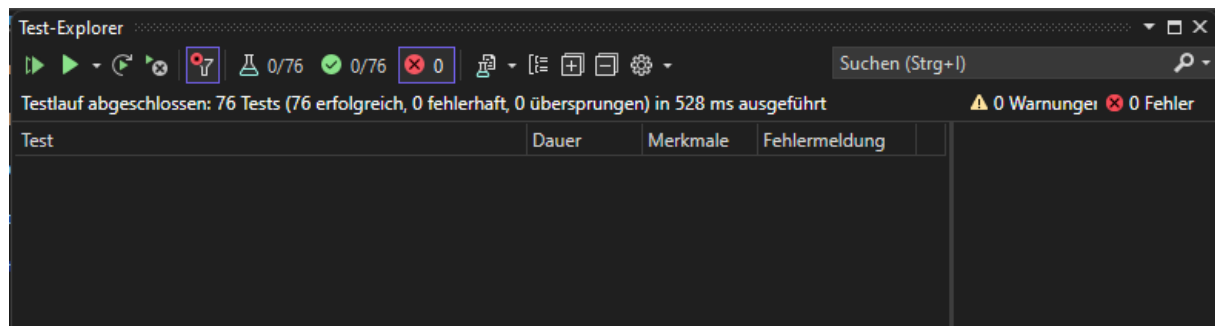 Test-Explorer
0/76 0/76 0 Suchen (Strg+I)
Testlauf abgeschlossen: 76 Tests (76 erfolgreich, 0 fehlerhaft, 0 übersprungen) in 528 ms ausgeführt 0 Warnunger 0 Fehler
Test Dauer Merkmale Fehlermeldung